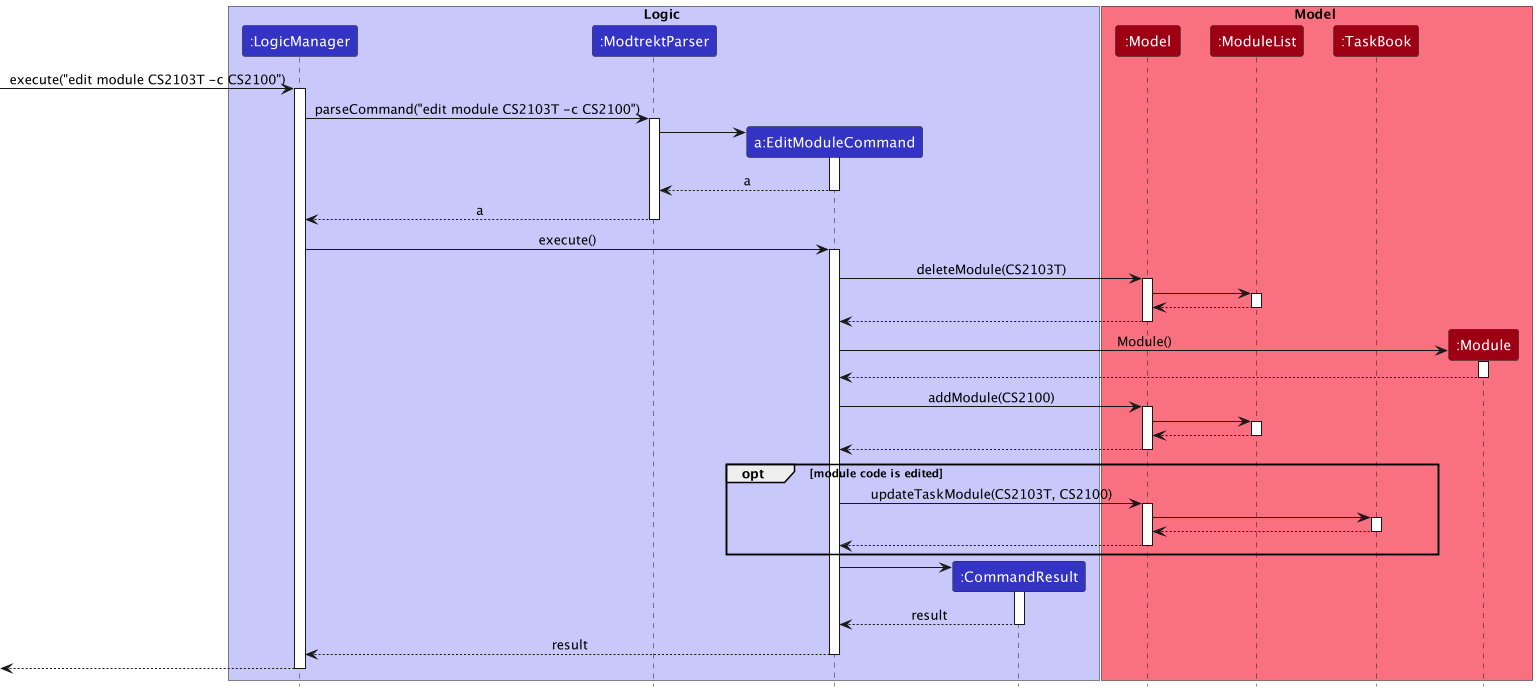 Logic
Model
:LogicManager
:ModtrektParser
:Model
:ModuleList
:TaskBook
execute("edit module CS2103T -c CS2100")
parseCommand("edit module CS2103T -c CS2100")
a:EditModuleCommand
a
a
execute()
deleteModule(CS2103T)
Module()
:Module
addModule(CS2100)
opt
[module code is edited]
updateTaskModule(CS2103T, CS2100)
:CommandResult
result
result